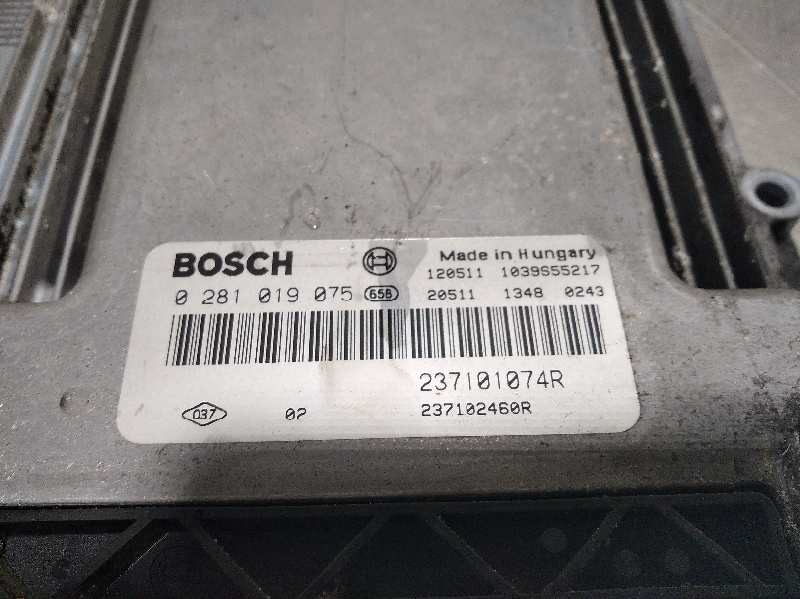 BOSCH Made in Hungary
120511 1039S55217
0 281 019 075 658 20511 1348 0243
237101074R
037 02 237102460R